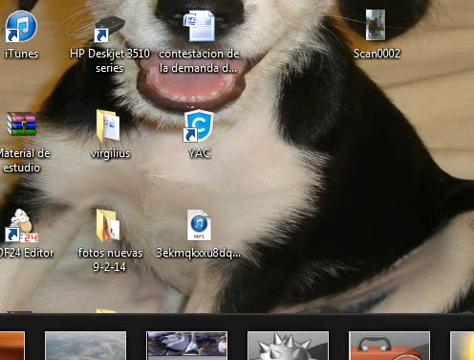 iTunes
HP Deskjet 3510
series
contestacion de
la demanda d...
Scan0002
Material de
estudio
virgilius
YAC
DF24 Editor
fotos nuevas
9-2-14
3ekmqkxxu8dq...